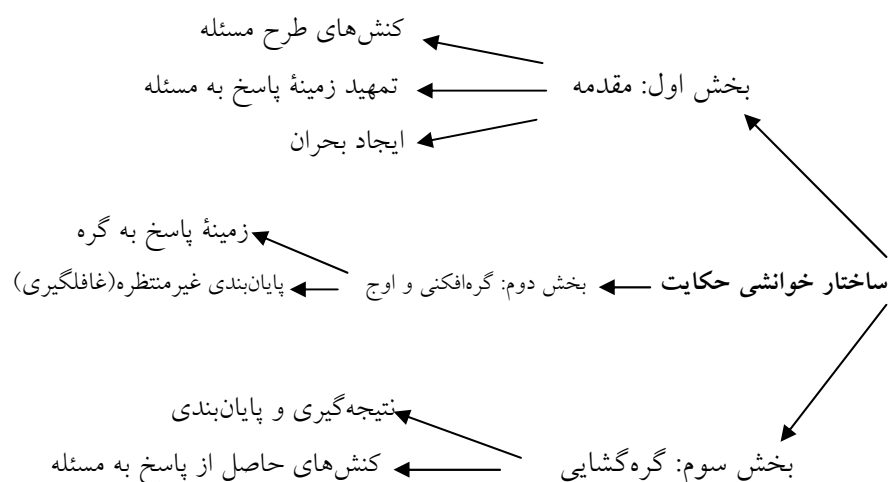 کنش‌های طرح مسئله
بخش اول: مقدمه
تمهید زمینهٔ پاسخ به مسئله
ایجاد بحران
زمینهٔ پاسخ به گره
ساختار خوانشی حکایت
بخش دوم: گره‌افکنی و اوج
پایان‌بندی غیرمنتظره(غافلگیری)
نتیجه‌گیری و پایان‌بندی
بخش سوم: گره‌گشایی
کنش‌های حاصل از پاسخ به مسئله